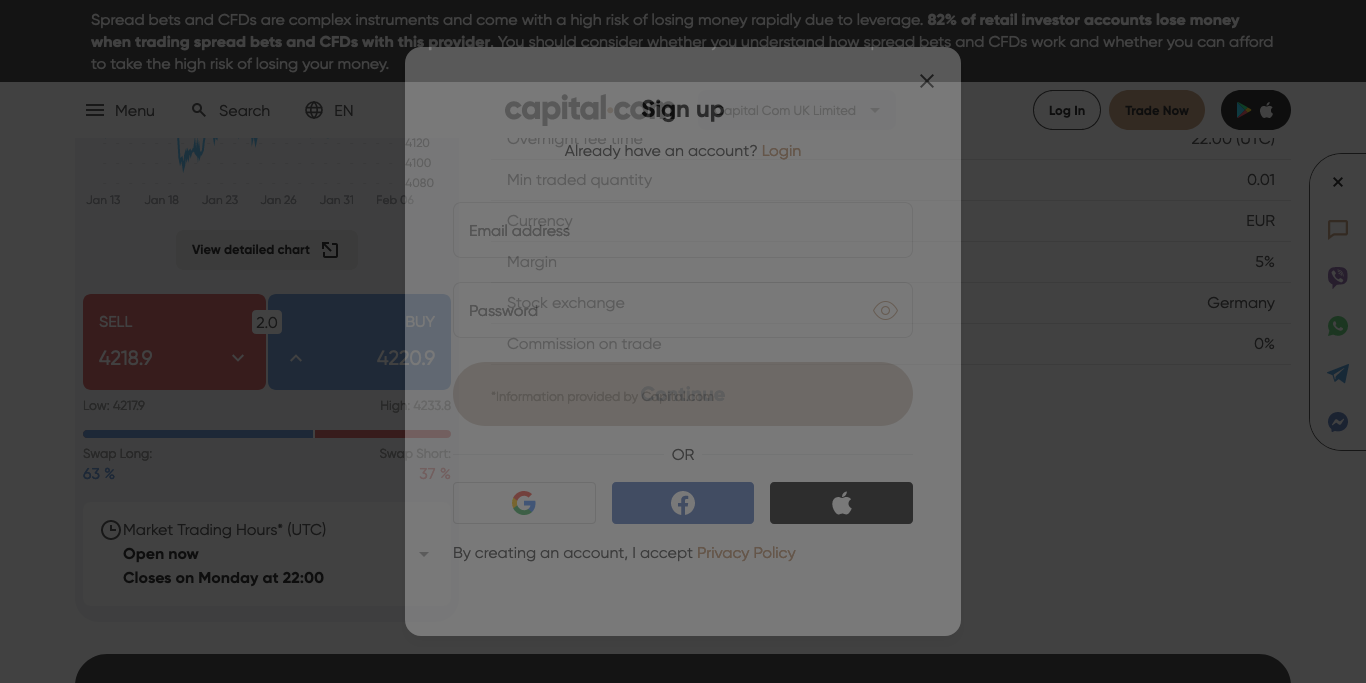 Spread bets and CFDs are complex instruments and come with a high risk of losing money rapidly due to leverage. 82% of retail investor accounts lose money
when trading spread bets and CFDs with this provider. You should consider whether you understand how spread bets and CFDs work and whether you can afford
to take the high risk of losing your money.
Menu
Search
EN
capital.com
Capital Com UK Limited
Log In
Trade Now
Sign up
Already have an account? Login
4120
4100
4080
Jan 13
Jan 18
Jan 23
Jan 26
Jan 31
Feb 06
View detailed chart
SELL
4218.9
2.0
BUY
4220.9
Low: 4217.9
High: 4233.8
Swap Long:
Swap Short:
63 %
37 %
Market Trading Hours* (UTC)
Open now
Closes on Monday at 22:00
Overnight fee time
22:00 (UTC)
Min traded quantity
0.01
Currency
EUR
Margin
5%
Stock exchange
Germany
Commission on trade
0%
*Information provided by Capital.com
Email address
Password
Continue
OR
By creating an account, I accept Privacy Policy